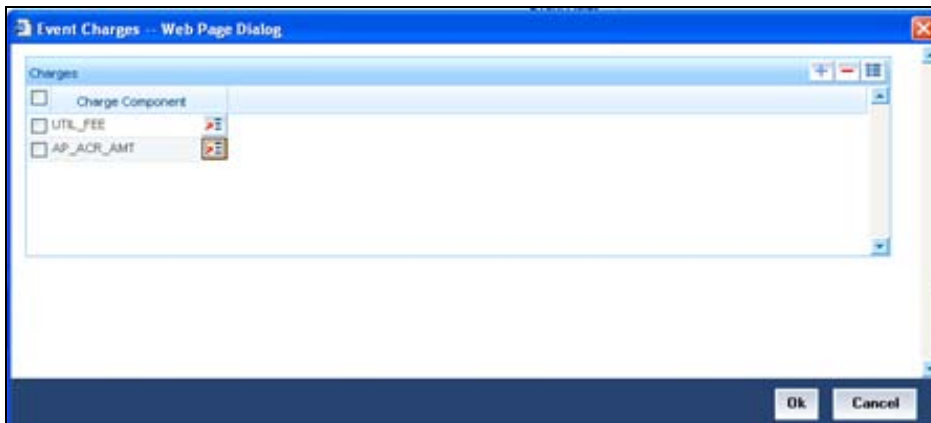 Event Charges -- Web Page Dialog
Charges
Charge Component
UTIL_FEE
AP_ACR_AMT
Ok Cancel